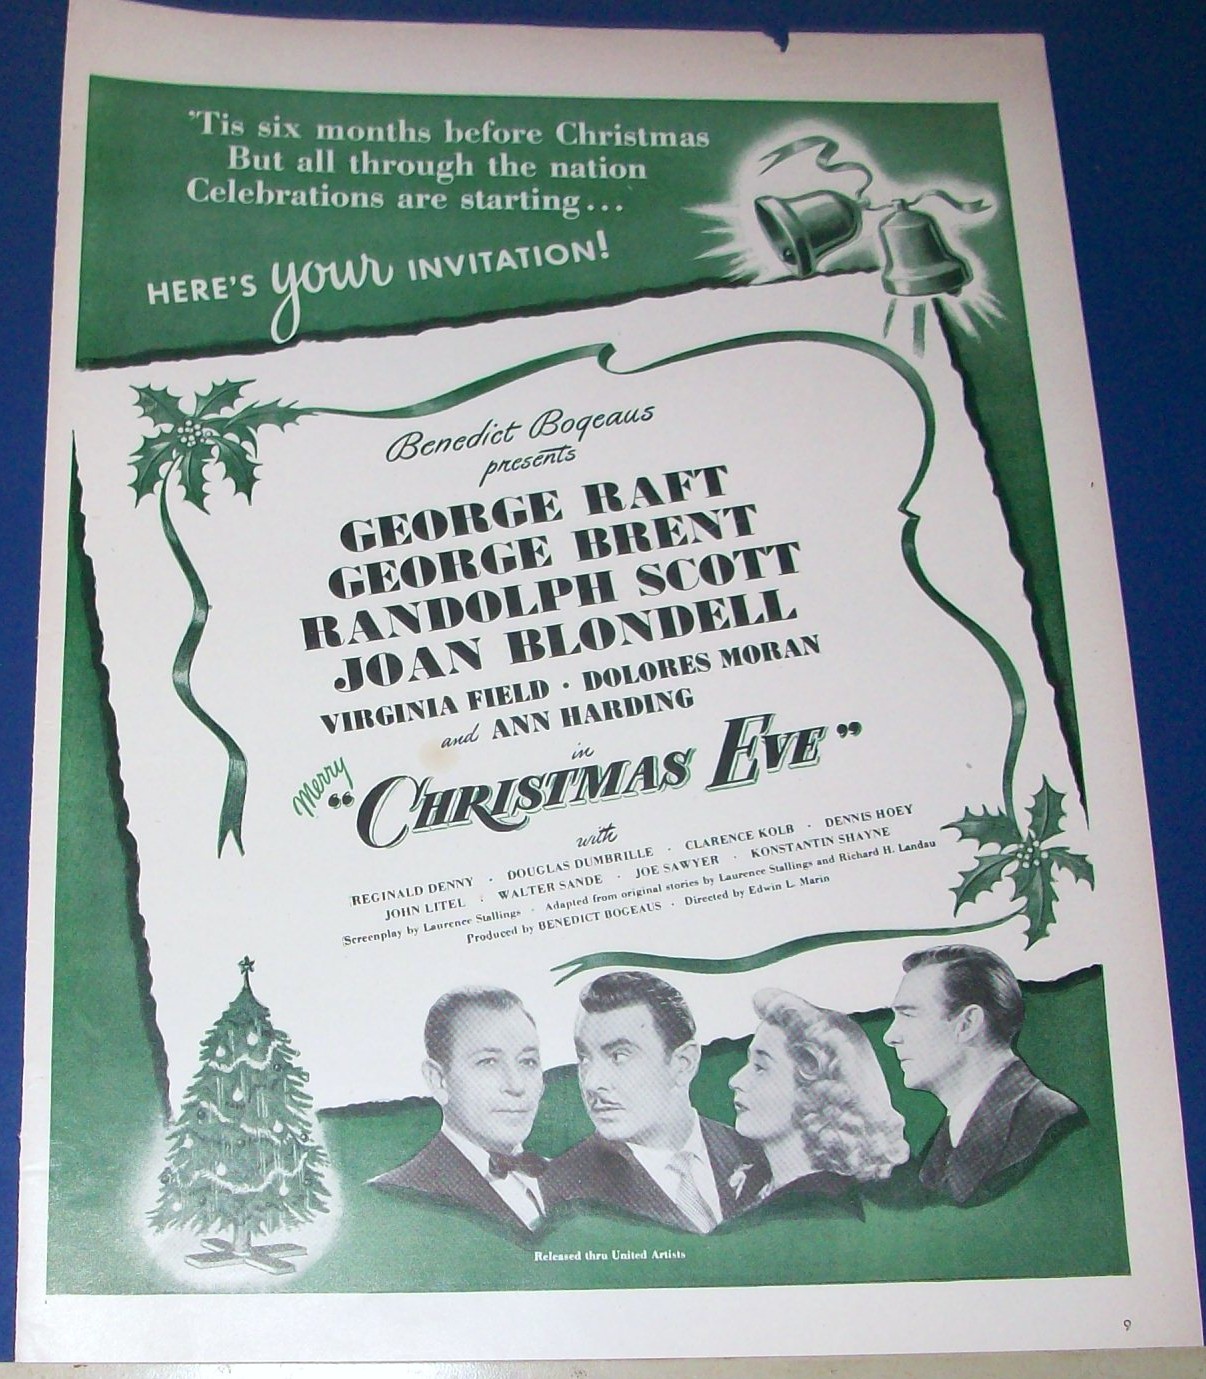 'Tis six months before Christmas
But all through the nation
Celebrations are starting...
HERE'S your INVITATION!
Benedict Bogeaus
presents
GEORGE RAFT
GEORGE BRENT
RANDOLPH SCOTT
JOAN BLONDELL
VIRGINIA FIELD · DOLORES MORAN
and ANN HARDING
in
Merry
"CHRISTMAS EVE"
with
REGINALD DENNY · DOUGLAS DUMBRILLE · CLARENCE KOLB · DENNIS HOEY
JOHN LITEL · WALTER SANDE · JOE SAWYER · KONSTANTIN SHAYNE
Screenplay by Laurence Stallings · Adapted from original stories by Laurence Stallings and Richard H. Landau
Produced by BENEDICT BOGEAUS · Directed by Edwin L. Marin
Released thru United Artists
9